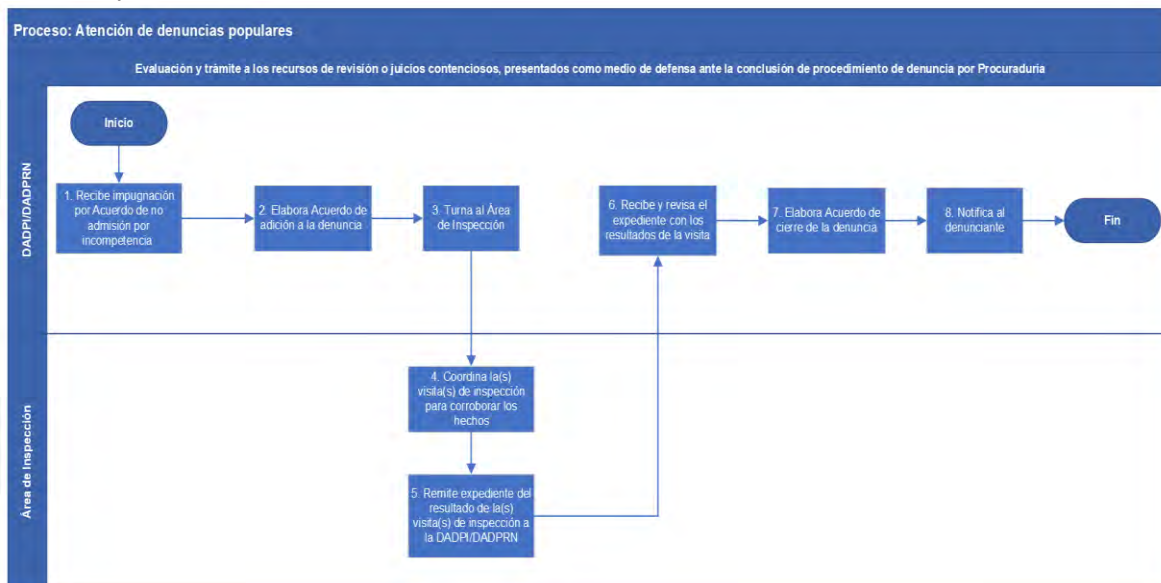 Proceso: Atención de denuncias populares
Evaluación y trámite a los recursos de revisión o juicios contenciosos, presentados como medio de defensa ante la conclusión de procedimiento de denuncia por Procuraduría
DADPI/DADPRN
Inicio
1. Recibe impugnación
por Acuerdo de no
admisión por
incompetencia
2. Elabora Acuerdo de
adición a la denuncia
3. Turna al Área
de Inspección
6. Recibe y revisa el
expediente con los
resultados de la visita
7. Elabora Acuerdo de
cierre de la denuncia
8. Notifica al
denunciante
Fin
Área de Inspección
4. Coordina la(s)
visita(s) de inspección
para corroborar los
hechos
5. Remite expediente del
resultado de la(s)
visita(s) de inspección a
la DADPI/DADPRN